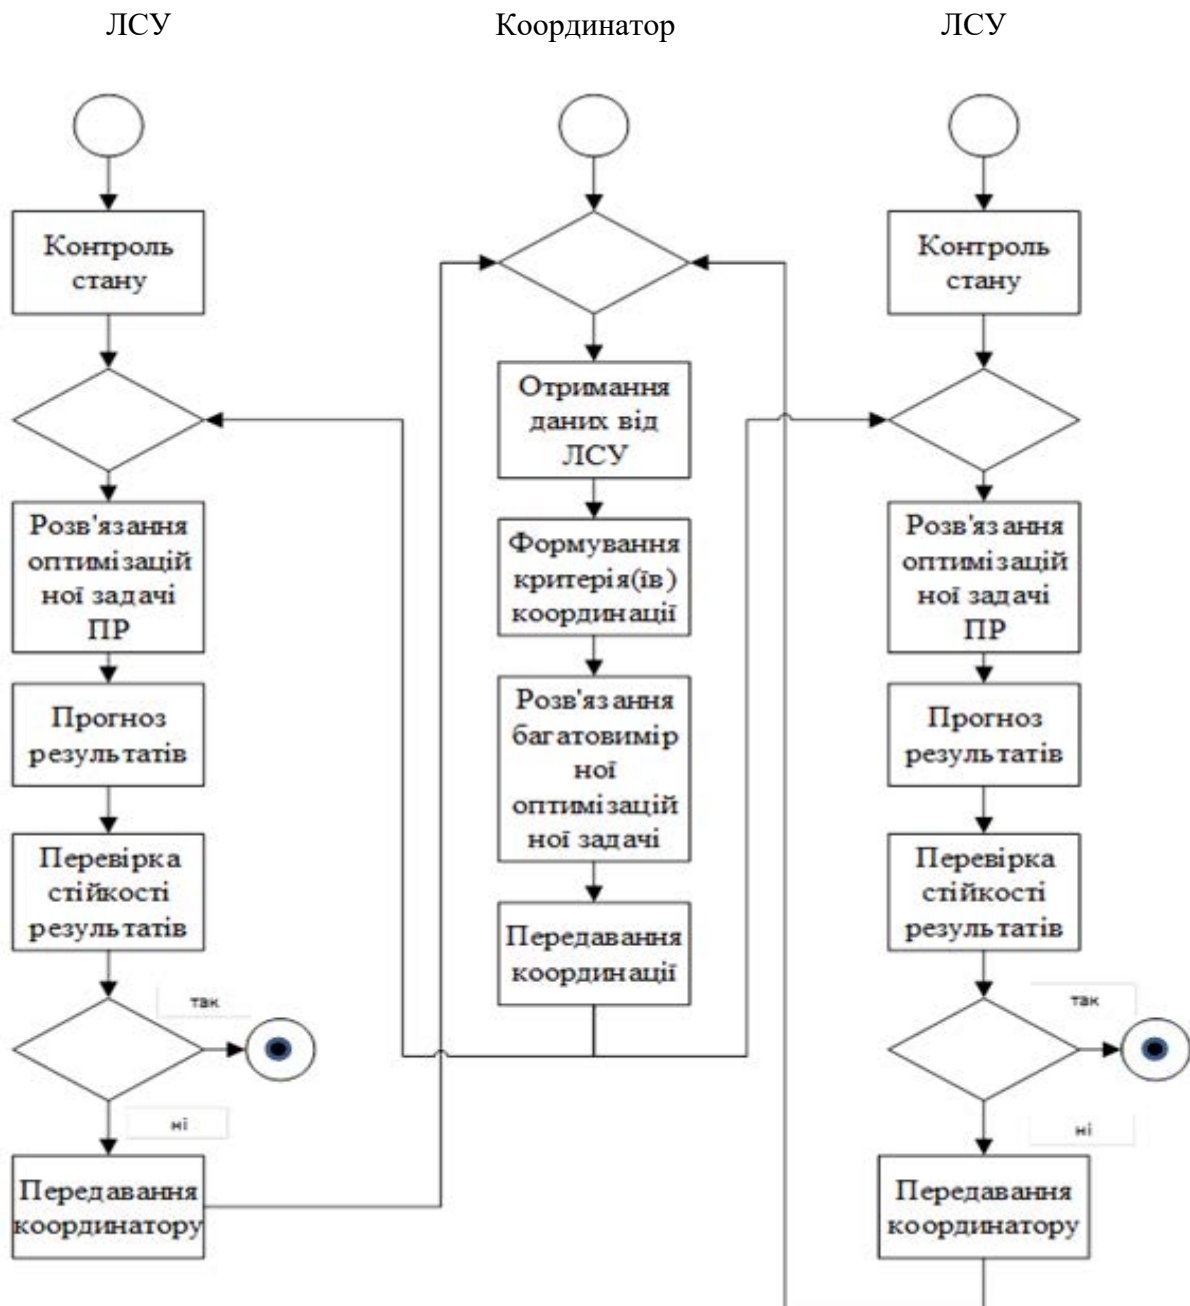 ЛСУ
Координатор
ЛСУ
Контроль
стану
Розв'язання
оптимізацій
ної задачі
ПР
Прогноз
результатів
Перевірка
стійкості
результатів
так
ні
Передавання
координатору
Отримання
даних від
ЛСУ
Формування
критерія(їв)
координації
Розв'язання
багатовимір
ної
оптимізацій
ної задачі
Передавання
координації
Контроль
стану
Розв'язання
оптимізацій
ної задачі
ПР
Прогноз
результатів
Перевірка
стійкості
результатів
так
ні
Передавання
координатору